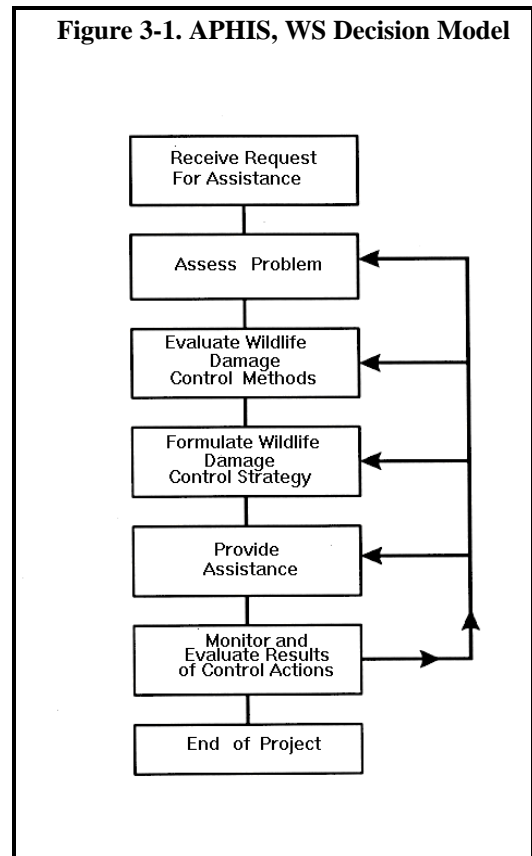 Figure 3-1. APHIS, WS Decision Model
Receive Request
For Assistance
Assess Problem
Evaluate Wildlife
Damage
Control Methods
Formulate Wildlife
Damage
Control Strategy
Provide
Assistance
Monitor and
Evaluate Results
of Control Actions
End of Project